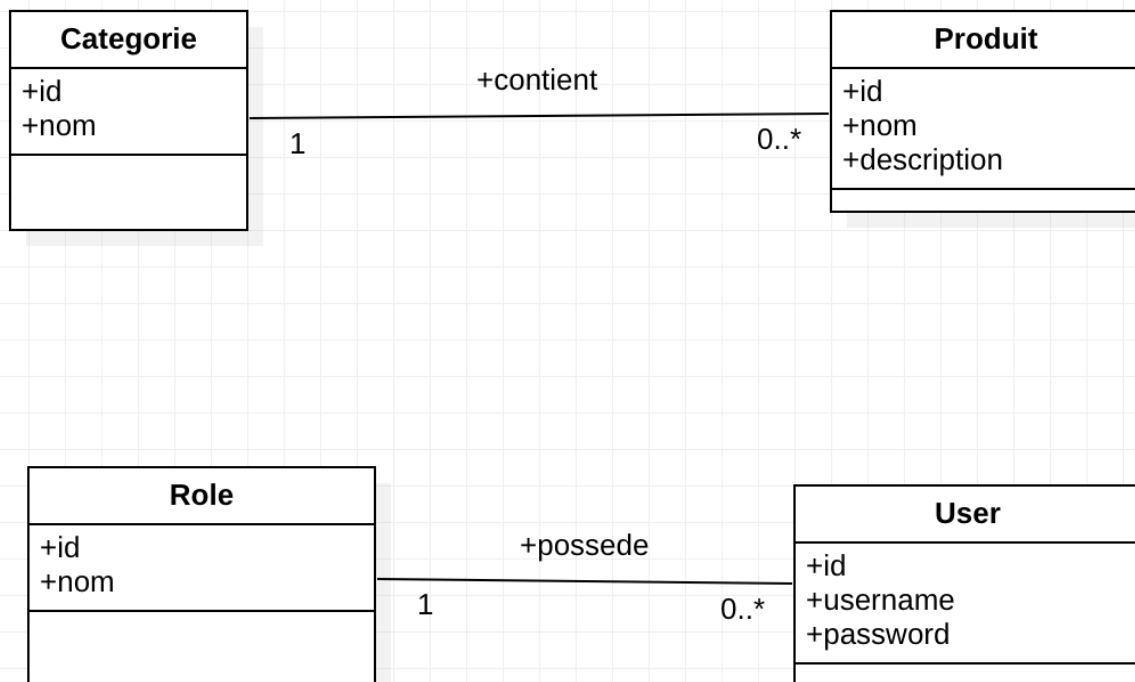 Categorie
+id
+nom
+contient
1
0..*
Produit
+id
+nom
+description
Role
+id
+nom
+possede
1
0..*
User
+id
+username
+password